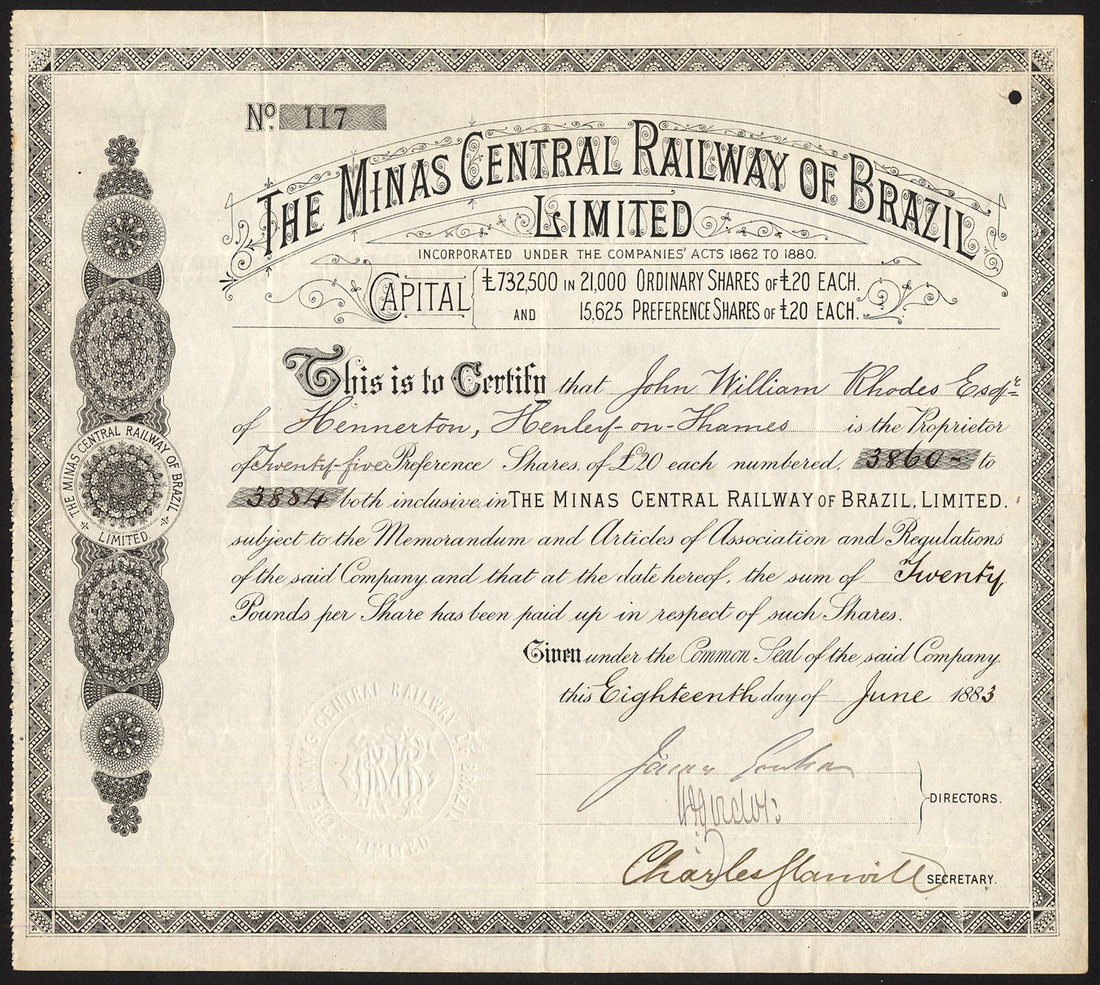 No. 117
THE MINAS CENTRAL RAILWAY OF BRAZIL
LIMITED
INCORPORATED UNDER THE COMPANIES' ACTS 1862 TO 1880.
CAPITAL £732,500 IN 21,000 ORDINARY SHARES OF £20 EACH.
AND 15,625 PREFERENCE SHARES OF £20 EACH.
This is to Certify that John William Rhodes Esqre
of Hennerton, Henley-on-Thames is the Proprietor
of Twenty-five Preference Shares of £20 each numbered 3860 - to
3884 both inclusive in THE MINAS CENTRAL RAILWAY OF BRAZIL, LIMITED.
subject to the Memorandum and Articles of Association and Regulations
of the said Company, and that at the date hereof, the sum of Twenty
Pounds per Share has been paid up in respect of such Shares.
Given under the Common Seal of the said Company.
this Eighteenth day of June 1883
DIRECTORS.
Charles SECRETARY.
THE MINAS CENTRAL RAILWAY OF BRAZIL
LIMITED.
THE MINAS CENTRAL RAILWAY OF BRAZIL
LIMITED